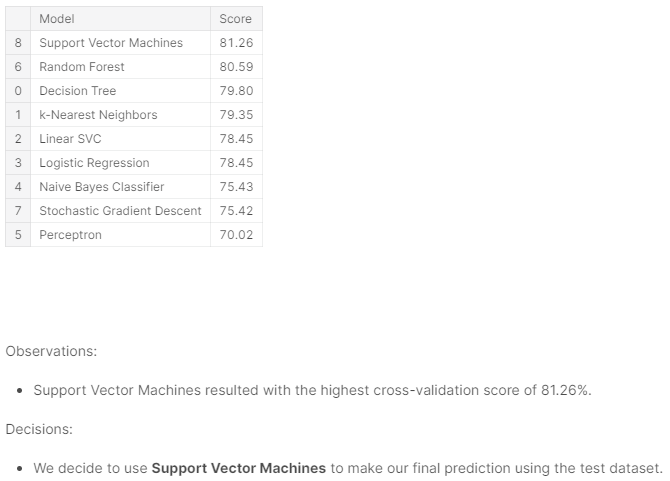 Model Score
8 Support Vector Machines 81.26
6 Random Forest 80.59
0 Decision Tree 79.80
1 k-Nearest Neighbors 79.35
2 Linear SVC 78.45
3 Logistic Regression 78.45
4 Naive Bayes Classifier 75.43
7 Stochastic Gradient Descent 75.42
5 Perceptron 70.02
Observations:
• Support Vector Machines resulted with the highest cross-validation score of 81.26%.
Decisions:
• We decide to use Support Vector Machines to make our final prediction using the test dataset.